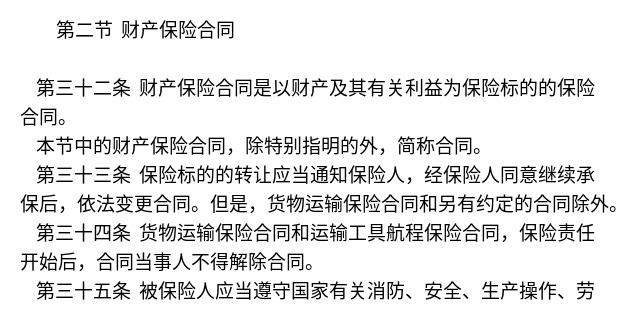 第二节 财产保险合同
第三十二条 财产保险合同是以财产及其有关利益为保险标的的保险
合同。
本节中的财产保险合同，除特别指明的外，简称合同。
第三十三条 保险标的的转让应当通知保险人，经保险人同意继续承
保后，依法变更合同。但是，货物运输保险合同和另有约定的合同除外。
第三十四条 货物运输保险合同和运输工具航程保险合同，保险责任
开始后，合同当事人不得解除合同。
第三十五条 被保险人应当遵守国家有关消防、安全、生产操作、劳